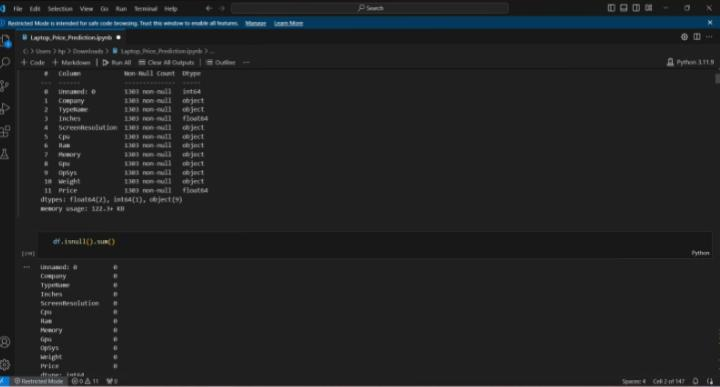 File Edit Selection View Go Run Terminal Help Search
Restricted Mode is intended for safe code browsing. Trust this window to enable all features. Manage Learn More
Laptop_Price_Prediction.ipynb
C: > Users > hp > Downloads > Laptop_Price_Prediction.ipynb > ...
+ Code + Markdown Run All Clear All Outputs Outline ... Python 3.11.9
# Column Non-Null Count Dtype
--- ------ -------------- -----
0 Unnamed: 0 1303 non-null int64
1 Company 1303 non-null object
2 TypeName 1303 non-null object
3 Inches 1303 non-null float64
4 ScreenResolution 1303 non-null object
5 Cpu 1303 non-null object
6 Ram 1303 non-null object
7 Memory 1303 non-null object
8 Gpu 1303 non-null object
9 OpSys 1303 non-null object
10 Weight 1303 non-null object
11 Price 1303 non-null float64
dtypes: float64(2), int64(1), object(9)
memory usage: 122.3+ KB
df.isnull().sum()
Python
... Unnamed: 0 0
Company 0
TypeName 0
Inches 0
ScreenResolution 0
Cpu 0
Ram 0
Memory 0
Gpu 0
OpSys 0
Weight 0
Price 0
dtype: int64
Restricted Mode 0 11 0 Spaces: 4 Cell 2 of 147